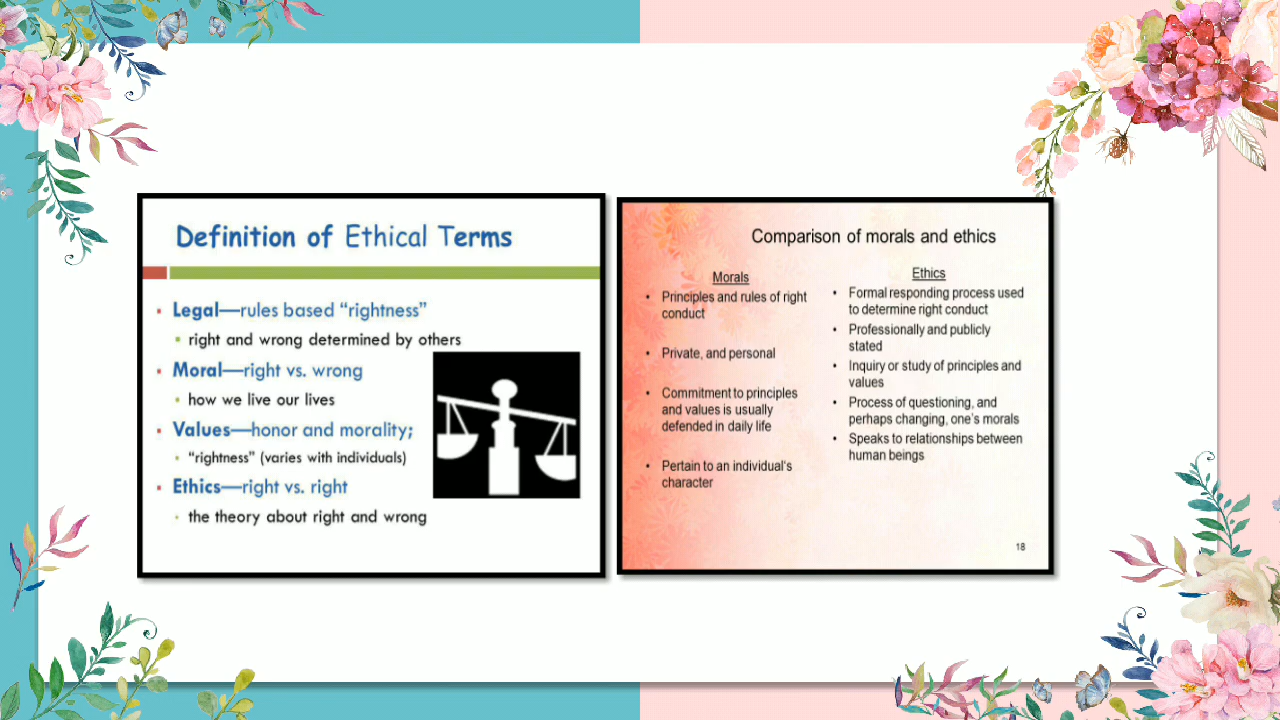 Definition of Ethical Terms
▪ Legal—rules based “rightness”
▪ right and wrong determined by others
▪ Moral—right vs. wrong
▪ how we live our lives
▪ Values—honor and morality;
▪ “rightness” (varies with individuals)
▪ Ethics—right vs. right
▪ the theory about right and wrong
Comparison of morals and ethics
Morals
• Principles and rules of right
conduct
• Private, and personal
• Commitment to principles
and values is usually
defended in daily life
• Pertain to an individual's
character
Ethics
• Formal responding process used
to determine right conduct
• Professionally and publicly
stated
• Inquiry or study of principles and
values
• Process of questioning, and
perhaps changing, one's morals
• Speaks to relationships between
human beings
18